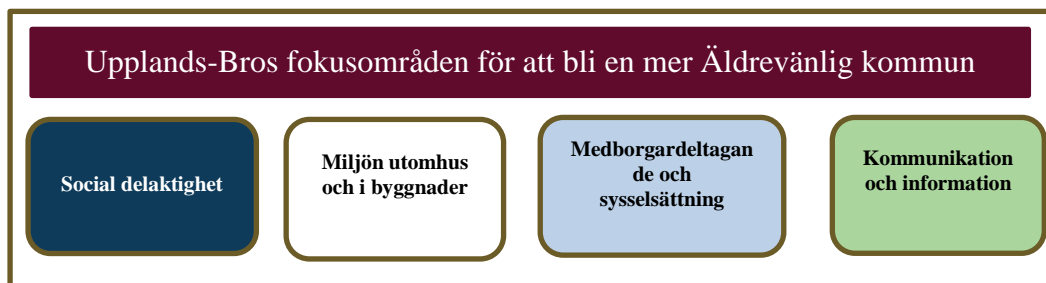 Upplands-Bros fokusområden för att bli en mer Äldrevänlig kommun
Social delaktighet
Miljön utomhus
och i byggnader
Medborgardeltagan
de och
sysselsättning
Kommunikation
och information